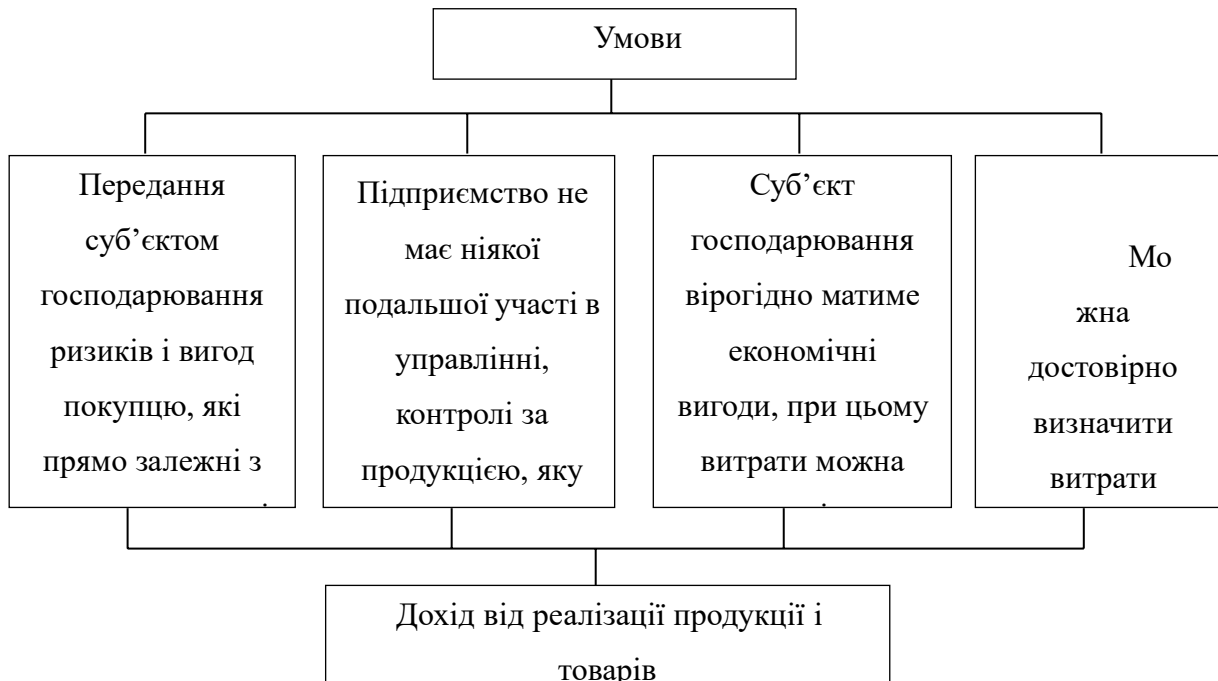 Умови
Передання
суб’єктом
господарювання
ризиків і вигод
покупцю, які
прямо залежні з
Підприємство не
має ніякої
подальшої участі в
управлінні,
контролі за
продукцією, яку
Суб’єкт
господарювання
вірогідно матиме
економічні
вигоди, при цьому
витрати можна
Мо
жна
достовірно
визначити
витрати
Дохід від реалізації продукції і
товарів